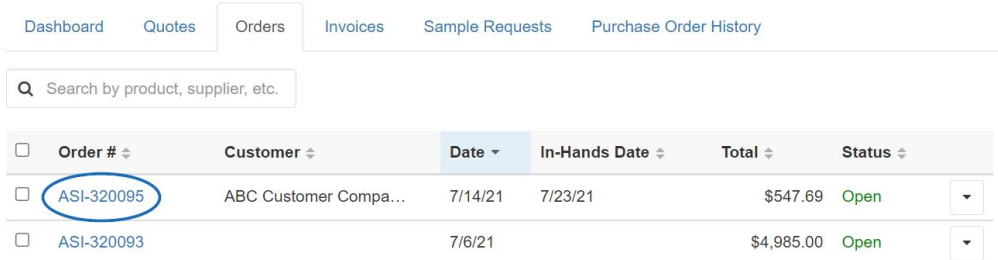 Dashboard Quotes Orders Invoices Sample Requests Purchase Order History
Search by product, supplier, etc.
Order # Customer Date In-Hands Date Total Status
ASI-320095 ABC Customer Compa... 7/14/21 7/23/21 $547.69 Open
ASI-320093 7/6/21 $4,985.00 Open